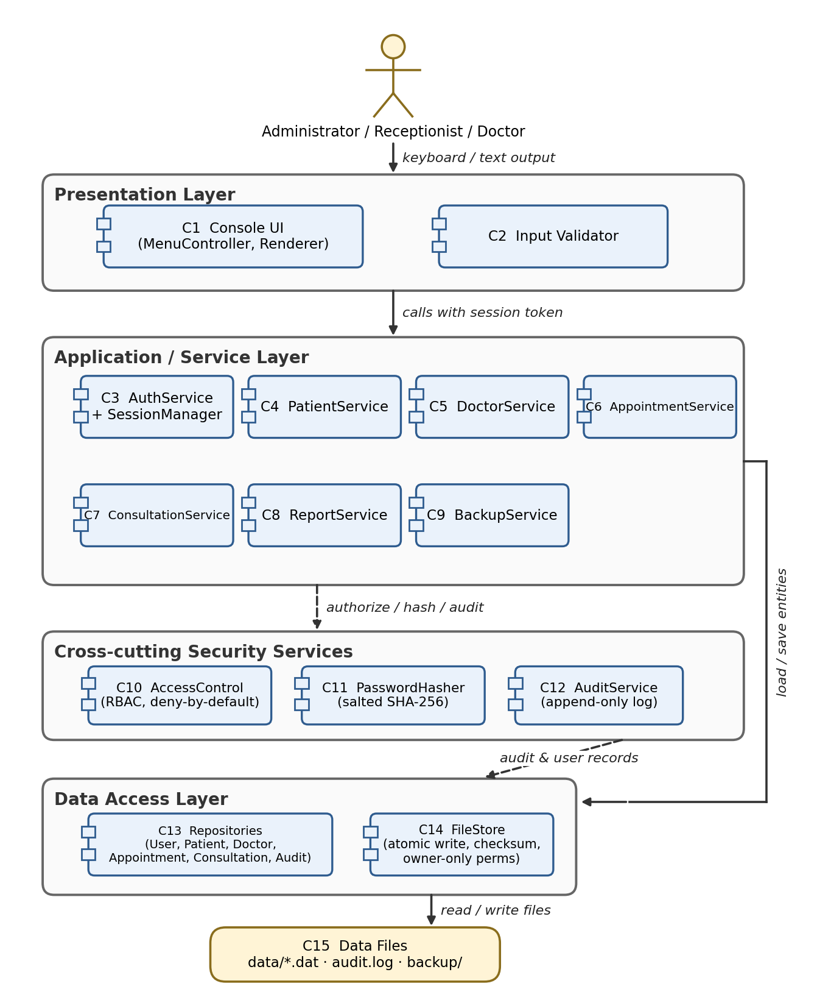 Administrator / Receptionist / Doctor
keyboard / text output
Presentation Layer
C1  Console UI
(MenuController, Renderer)
C2  Input Validator
calls with session token
Application / Service Layer
C3  AuthService
+ SessionManager
C4  PatientService
C5  DoctorService
C6  AppointmentService
C7  ConsultationService
C8  ReportService
C9  BackupService
load / save entities
authorize / hash / audit
Cross-cutting Security Services
C10  AccessControl
(RBAC, deny-by-default)
C11  PasswordHasher
(salted SHA-256)
C12  AuditService
(append-only log)
audit & user records
Data Access Layer
C13  Repositories
(User, Patient, Doctor,
Appointment, Consultation, Audit)
C14  FileStore
(atomic write, checksum,
owner-only perms)
read / write files
C15  Data Files
data/*.dat · audit.log · backup/